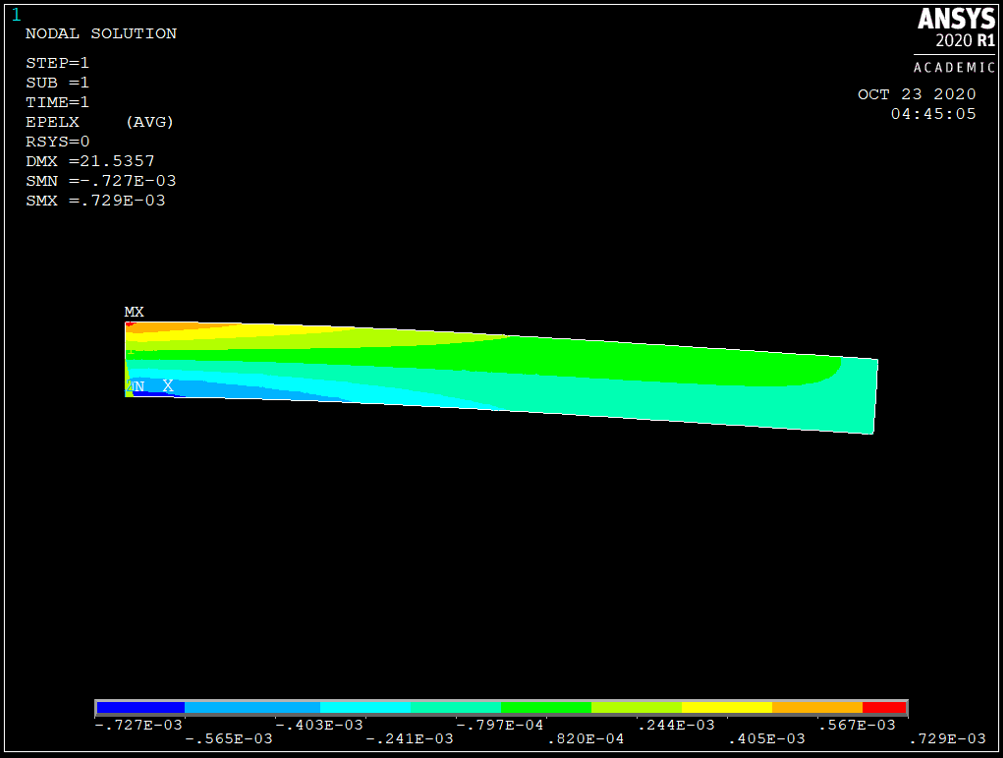 1
NODAL SOLUTION
STEP=1
SUB =1
TIME=1
EPELX (AVG)
RSYS=0
DMX =21.5357
SMN =-.727E-03
SMX =.729E-03
ANSYS
2020 R1
ACADEMIC
OCT 23 2020
04:45:05
MX
X
-.727E-03 -.403E-03 -.797E-04 .244E-03 .567E-03
-.565E-03 -.241E-03 .820E-04 .405E-03 .729E-03